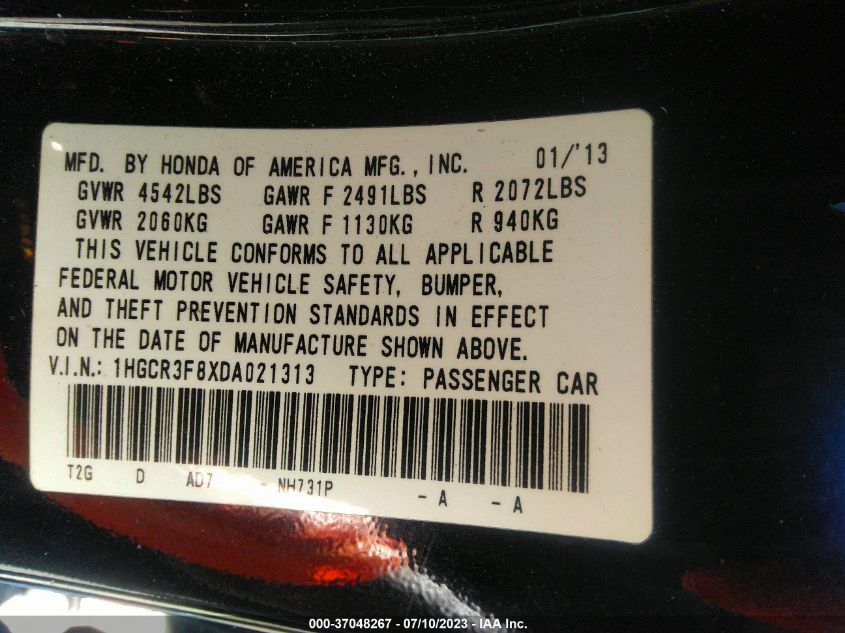 MFD. BY HONDA OF AMERICA MFG., INC. 01/'13
GVWR 4542LBS GAWR F 2491LBS R 2072LBS
GVWR 2060KG GAWR F 1130KG R 940KG
THIS VEHICLE CONFORMS TO ALL APPLICABLE
FEDERAL MOTOR VEHICLE SAFETY, BUMPER,
AND THEFT PREVENTION STANDARDS IN EFFECT
ON THE DATE OF MANUFACTURE SHOWN ABOVE.
V.I.N.: 1HGCR3F8XDA021313 TYPE: PASSENGER CAR
T2G D AD7 - NH731P - A - A
000-37048267 - 07/10/2023 - IAA Inc.